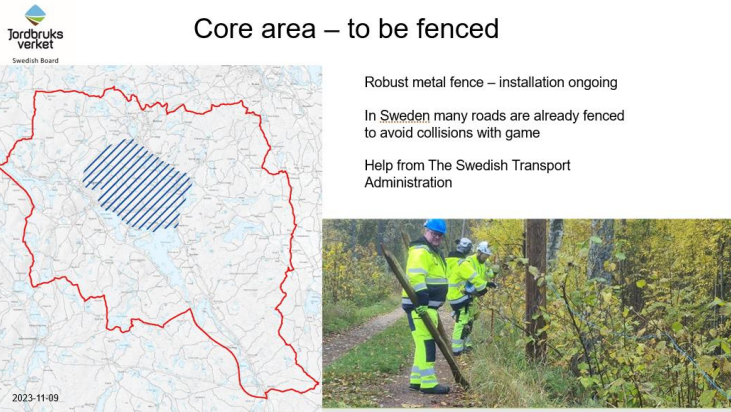 Jordbruks
verket
Swedish Board
Core area – to be fenced
Robust metal fence – installation ongoing
In Sweden many roads are already fenced
to avoid collisions with game
Help from The Swedish Transport
Administration
2023-11-09